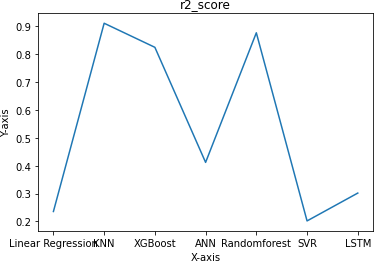 r2_score
Y-axis
0.9
0.8
0.7
0.6
0.5
0.4
0.3
0.2
Linear Regression KNN XGBoost ANN Randomforest SVR LSTM
X-axis